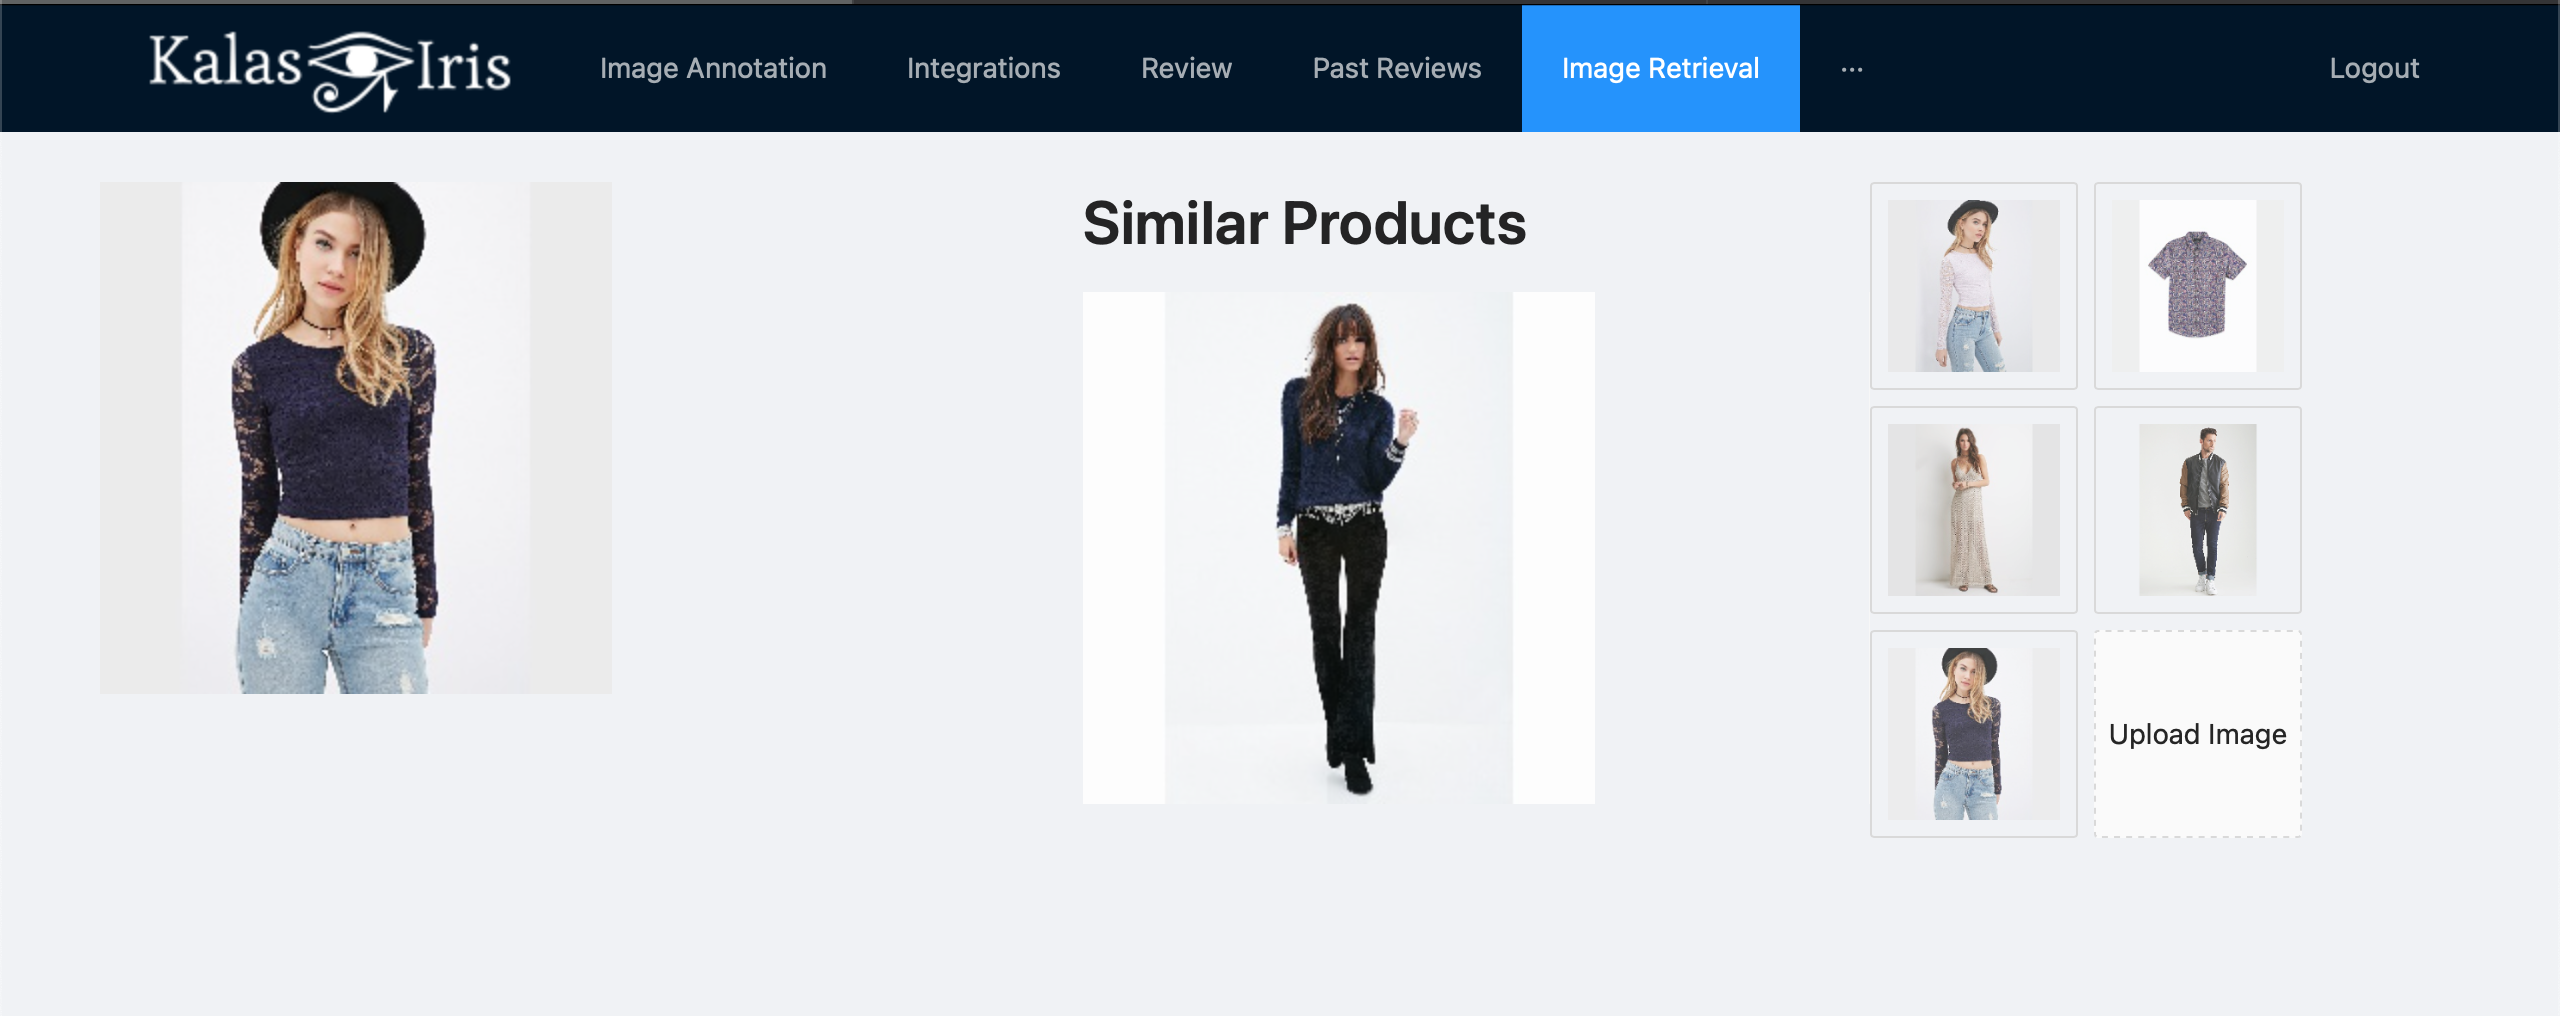 Kalas Iris
Image Annotation
Integrations
Review
Past Reviews
Image Retrieval
...
Logout
Similar Products
Upload Image